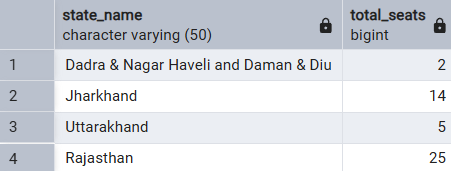 state_name total_seats
character varying (50) bigint
1 Dadra & Nagar Haveli and Daman & Diu 2
2 Jharkhand 14
3 Uttarakhand 5
4 Rajasthan 25